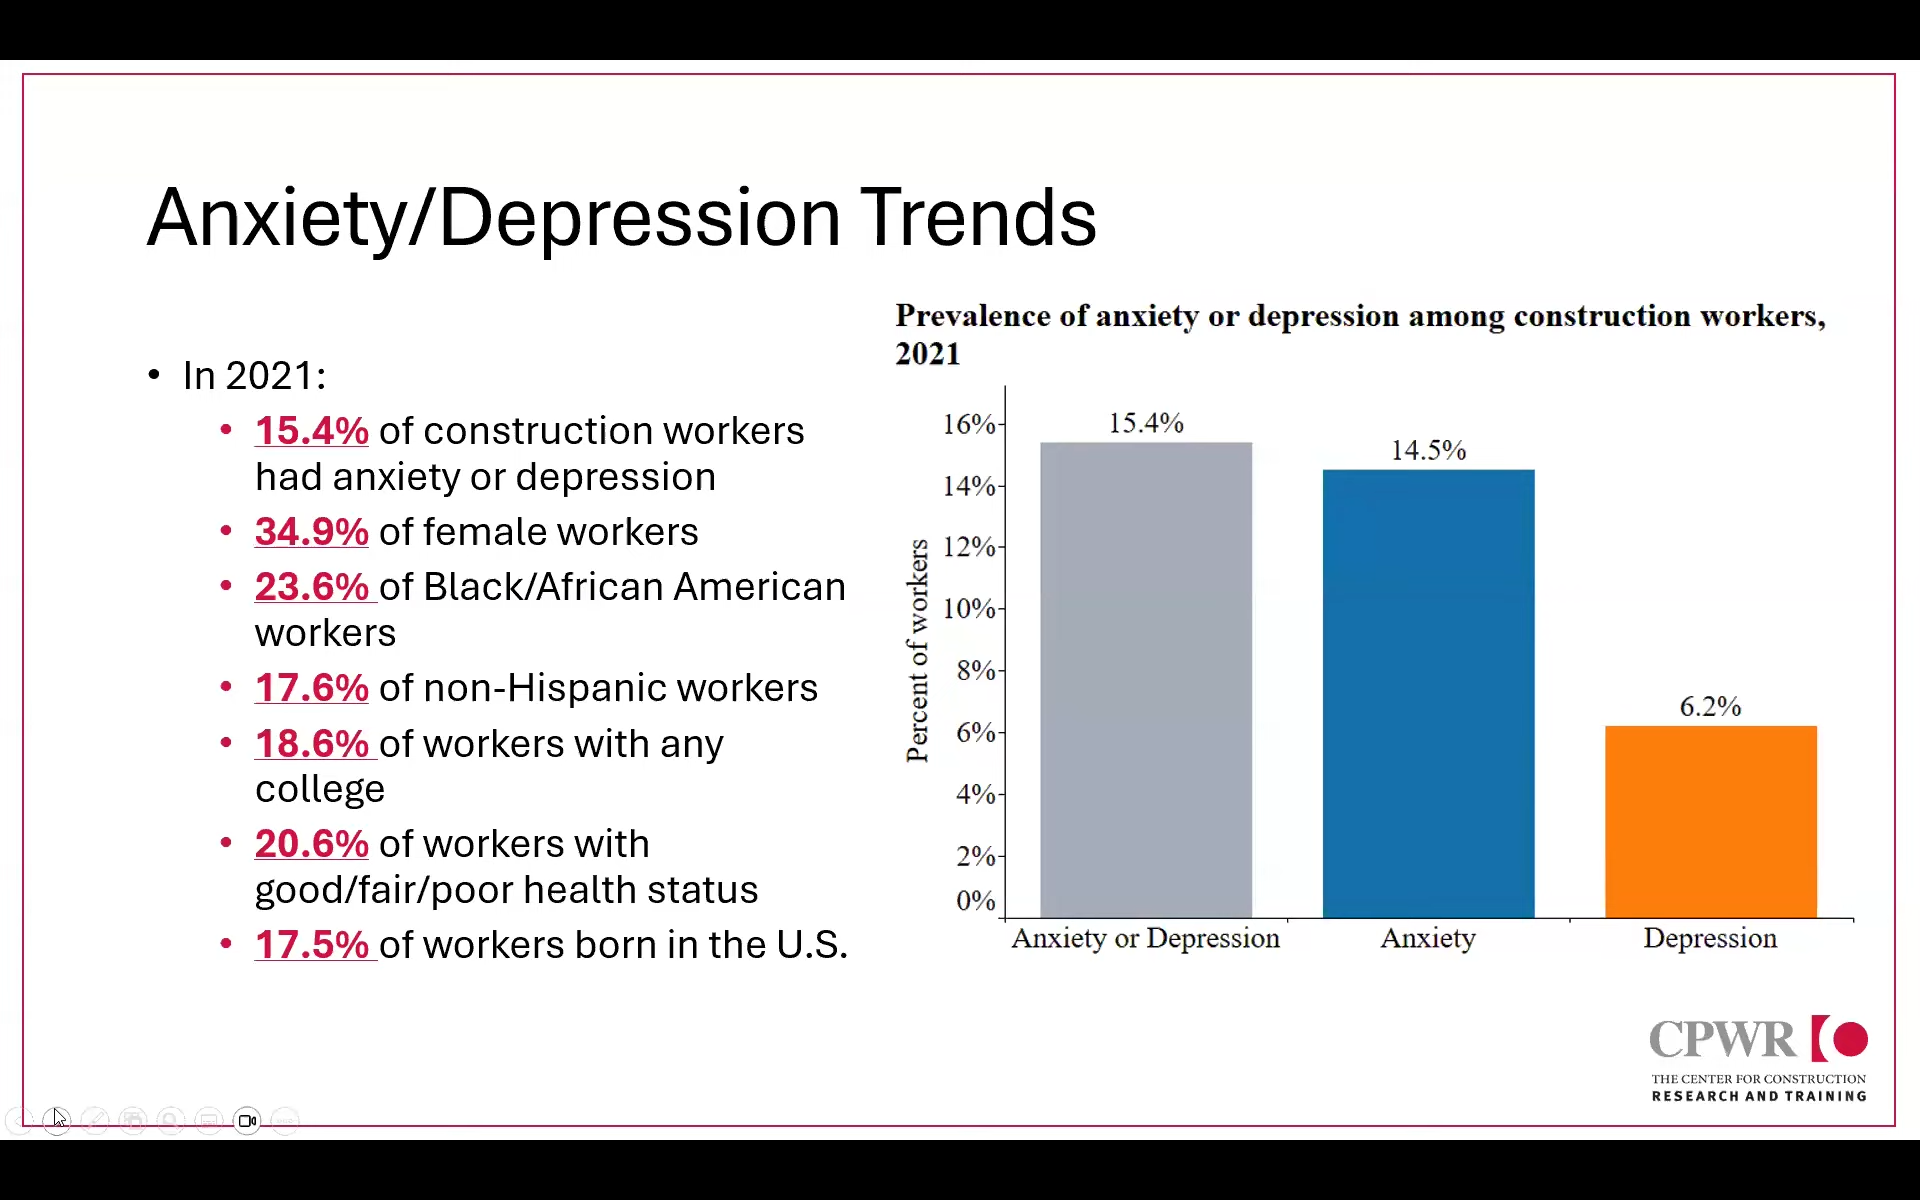 Anxiety/Depression Trends
• In 2021:
• 15.4% of construction workers
had anxiety or depression
• 34.9% of female workers
• 23.6% of Black/African American
workers
• 17.6% of non-Hispanic workers
• 18.6% of workers with any
college
• 20.6% of workers with
good/fair/poor health status
• 17.5% of workers born in the U.S.
Prevalence of anxiety or depression among construction workers,
2021
Percent of workers
16%
14%
12%
10%
8%
6%
4%
2%
0%
15.4%
14.5%
6.2%
Anxiety or Depression
Anxiety
Depression
CPWR
THE CENTER FOR CONSTRUCTION
RESEARCH AND TRAINING